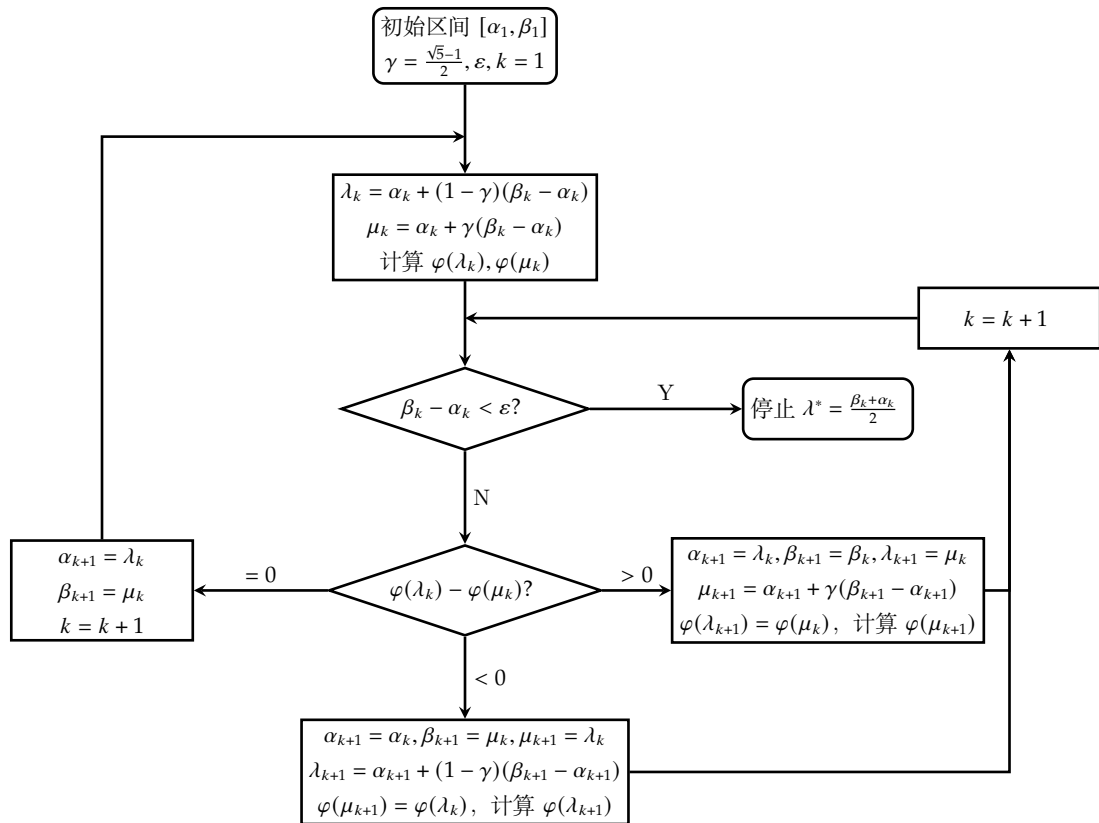 初始区间 [α₁, β₁]
γ = (√5−1)/2, ε, k = 1
λₖ = αₖ + (1 − γ)(βₖ − αₖ)
μₖ = αₖ + γ(βₖ − αₖ)
计算 φ(λₖ), φ(μₖ)
k = k + 1
βₖ − αₖ < ε?
Y
停止 λ* = (βₖ+αₖ)/2
N
αₖ₊₁ = λₖ
βₖ₊₁ = μₖ
k = k + 1
= 0
φ(λₖ) − φ(μₖ)?
> 0
αₖ₊₁ = λₖ, βₖ₊₁ = βₖ, λₖ₊₁ = μₖ
μₖ₊₁ = αₖ₊₁ + γ(βₖ₊₁ − αₖ₊₁)
φ(λₖ₊₁) = φ(μₖ)，计算 φ(μₖ₊₁)
< 0
αₖ₊₁ = αₖ, βₖ₊₁ = μₖ, μₖ₊₁ = λₖ
λₖ₊₁ = αₖ₊₁ + (1 − γ)(βₖ₊₁ − αₖ₊₁)
φ(μₖ₊₁) = φ(λₖ)，计算 φ(λₖ₊₁)